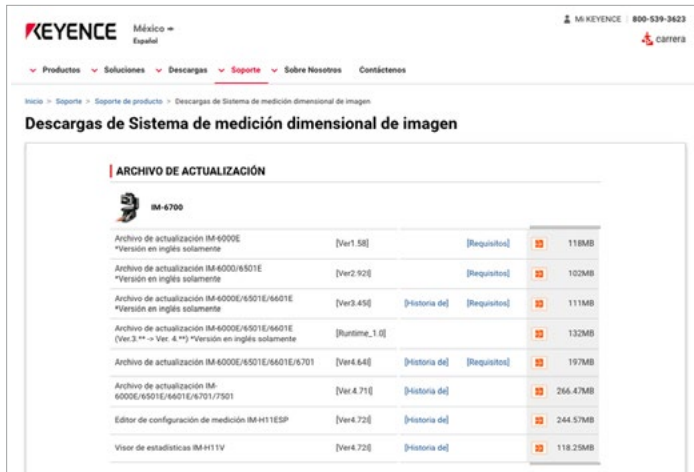 KEYENCE
México
Español
Mi KEYENCE
800-539-3623
carrera
Productos
Soluciones
Descargas
Soporte
Sobre Nosotros
Contáctenos
Inicio > Soporte > Soporte de producto > Descargas de Sistema de medición dimensional de imagen
Descargas de Sistema de medición dimensional de imagen
ARCHIVO DE ACTUALIZACIÓN
IM-6700
Archivo de actualización IM-6000E
*Versión en inglés solamente
[Ver1.58] [Requisitos] 118MB
Archivo de actualización IM-6000/6501E
*Versión en inglés solamente
[Ver2.92] [Requisitos] 102MB
Archivo de actualización IM-6000E/6501E/6601E
*Versión en inglés solamente
[Ver3.45] [Historia de] [Requisitos] 111MB
Archivo de actualización IM-6000E/6501E/6601E
(Ver.3.** -> Ver. 4.**) *Versión en inglés solamente
[Runtime_1.0] 132MB
Archivo de actualización IM-6000E/6501E/6601E/6701 [Ver4.64] [Historia de] [Requisitos] 197MB
Archivo de actualización IM-
6000E/6501E/6601E/6701/7501
[Ver.4.71] [Historia de] 266.47MB
Editor de configuración de medición IM-H11ESP [Ver4.72] [Historia de] 244.57MB
Visor de estadísticas IM-H11V [Ver4.72] [Historia de] 118.25MB